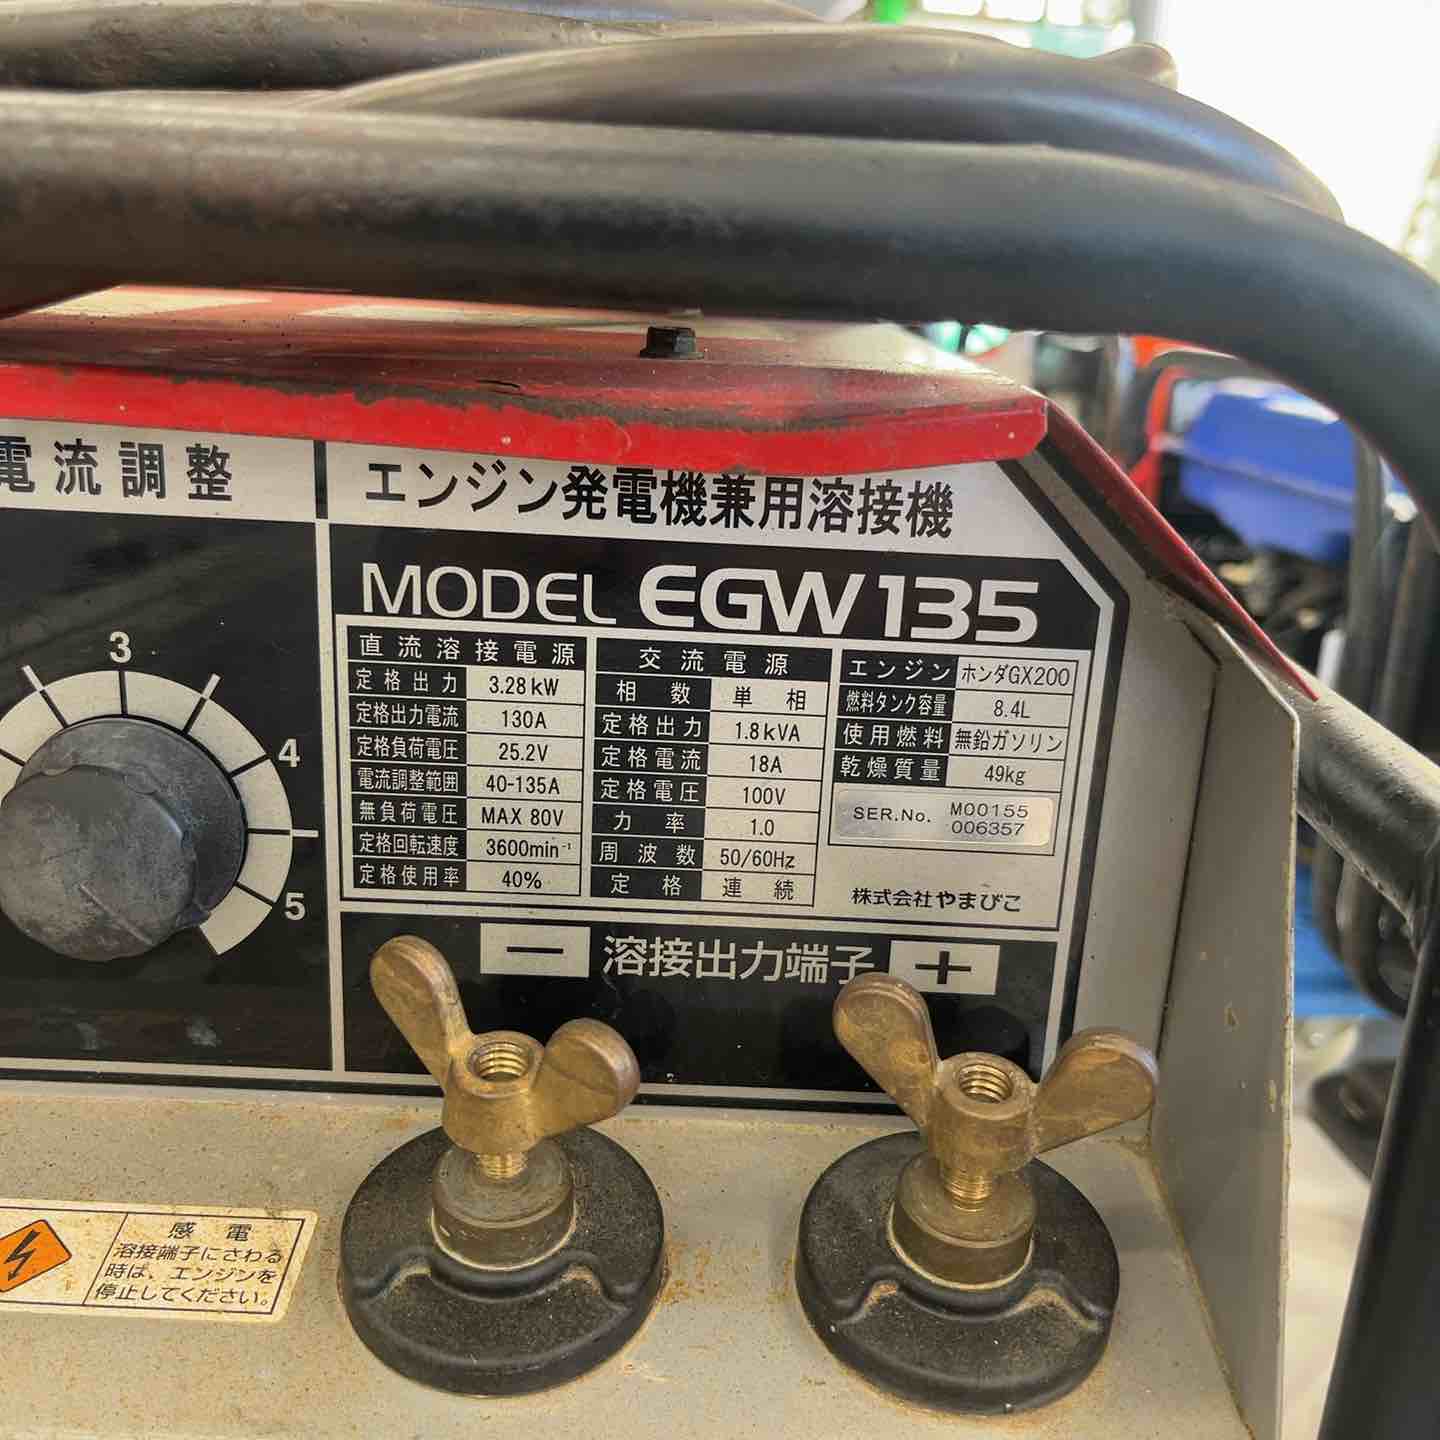 電流調整
3
4
5
エンジン発電機兼用溶接機
MODEL EGW135
直流溶接電源
定格出力 3.28kW
定格出力電流 130A
定格負荷電圧 25.2V
電流調整範囲 40-135A
無負荷電圧 MAX 80V
定格回転速度 3600min⁻¹
定格使用率 40%
交流電源
相数 単相
定格出力 1.8kVA
定格電流 18A
定格電圧 100V
力率 1.0
周波数 50/60Hz
定格 連続
エンジン ホンダGX200
燃料タンク容量 8.4L
使用燃料 無鉛ガソリン
乾燥質量 49kg
SER.No. M00155
006357
株式会社やまびこ
− 溶接出力端子 +
感電
溶接端子にさわる
時は、エンジンを
停止してください。